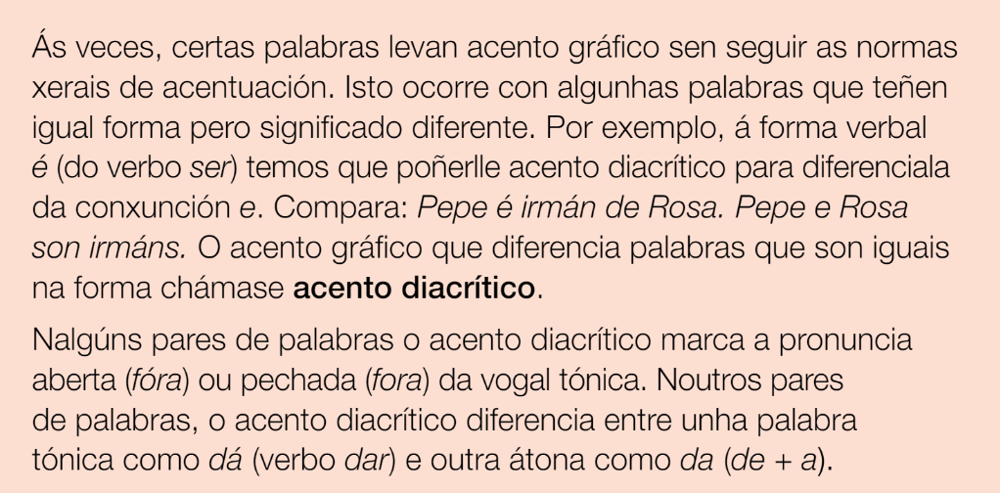 Ás veces, certas palabras levan acento gráfico sen seguir as normas
xerais de acentuación. Isto ocorre con algunhas palabras que teñen
igual forma pero significado diferente. Por exemplo, á forma verbal
é (do verbo ser) temos que poñerlle acento diacrítico para diferenciala
da conxunción e. Compara: Pepe é irmán de Rosa. Pepe e Rosa
son irmáns. O acento gráfico que diferencia palabras que son iguais
na forma chámase acento diacrítico.
Nalgúns pares de palabras o acento diacrítico marca a pronuncia
aberta (fóra) ou pechada (fora) da vogal tónica. Noutros pares
de palabras, o acento diacrítico diferencia entre unha palabra
tónica como dá (verbo dar) e outra átona como da (de + a).